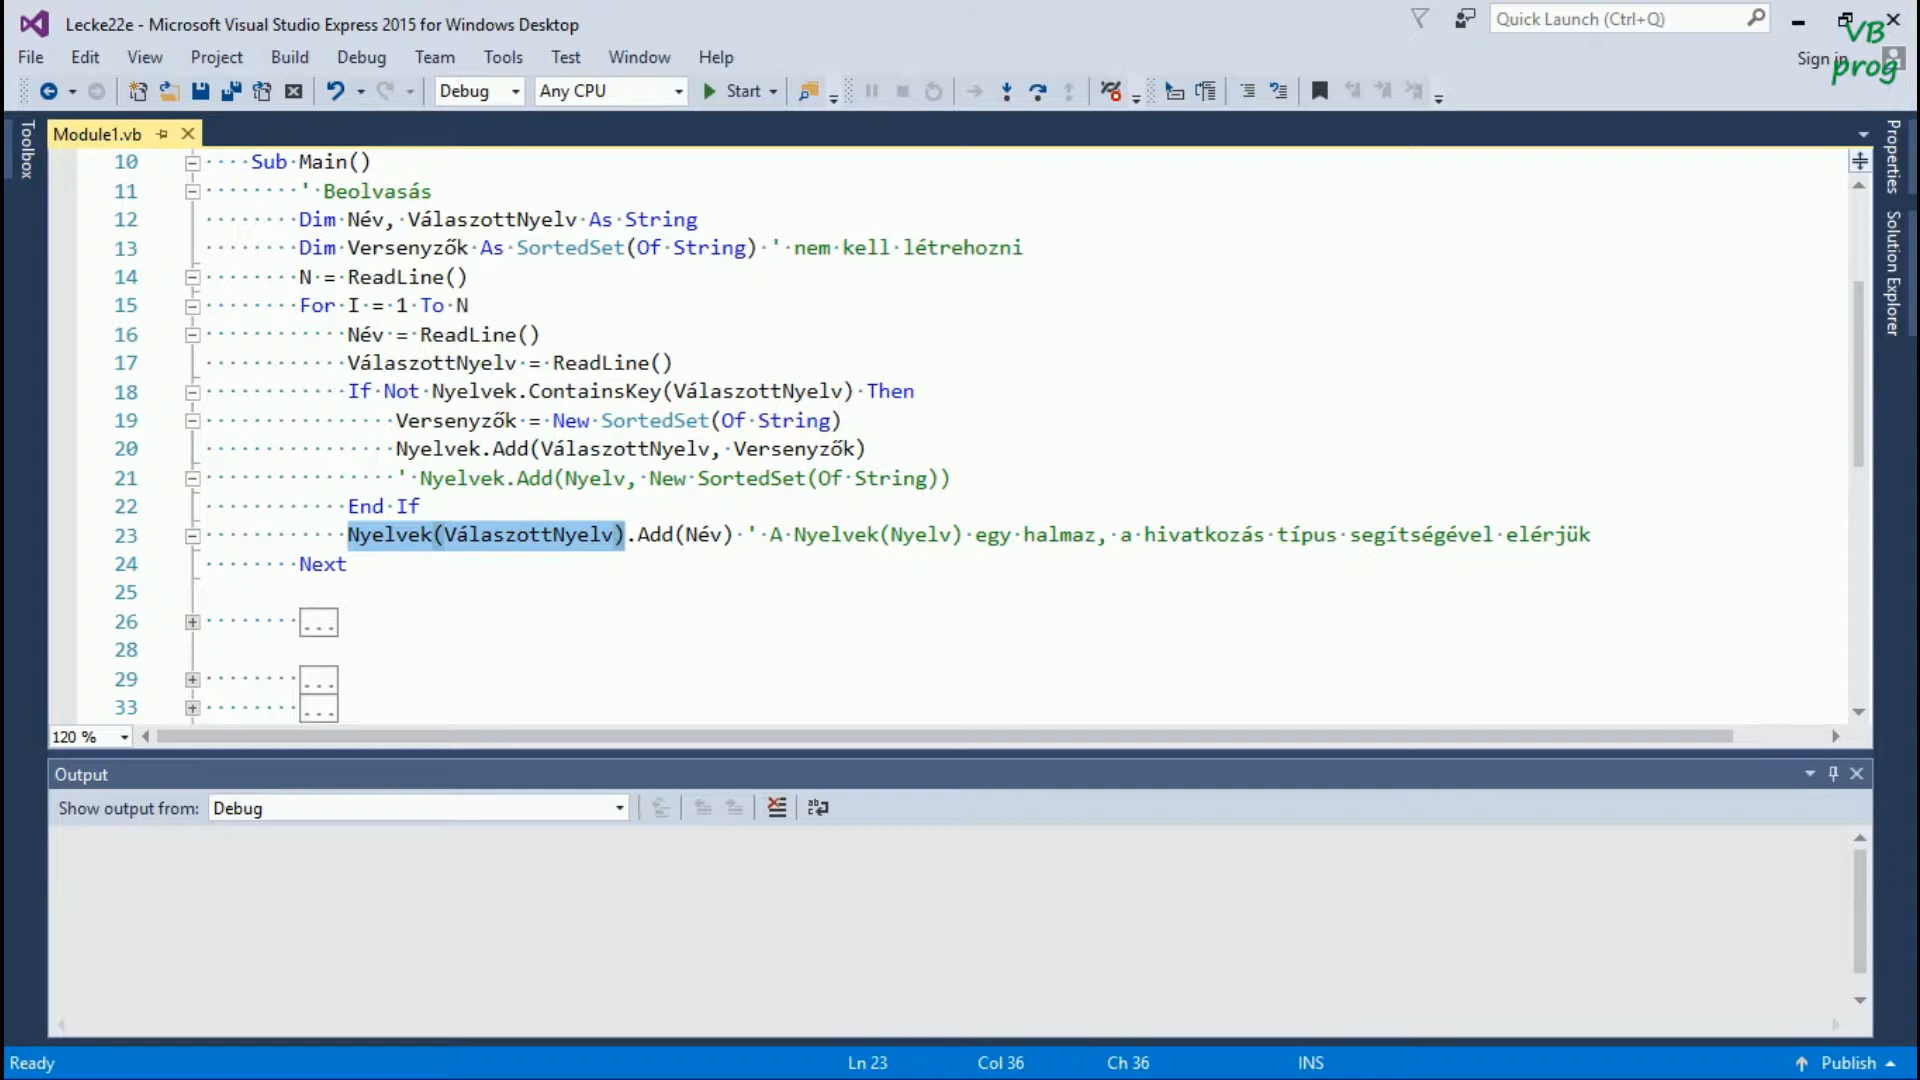 Lecke22e - Microsoft Visual Studio Express 2015 for Windows Desktop
Quick Launch (Ctrl+Q)
VB
prog
File Edit View Project Build Debug Team Tools Test Window Help
Sign in
Debug Any CPU Start
Toolbox
Module1.vb
Properties
Solution Explorer
10 Sub Main()
11 ' Beolvasás
12 Dim Név, VálaszottNyelv As String
13 Dim Versenyzők As SortedSet(Of String) ' nem kell létrehozni
14 N = ReadLine()
15 For I = 1 To N
16 Név = ReadLine()
17 VálaszottNyelv = ReadLine()
18 If Not Nyelvek.ContainsKey(VálaszottNyelv) Then
19 Versenyzők = New SortedSet(Of String)
20 Nyelvek.Add(VálaszottNyelv, Versenyzők)
21 ' Nyelvek.Add(Nyelv, New SortedSet(Of String))
22 End If
23 Nyelvek(VálaszottNyelv).Add(Név) ' A Nyelvek(Nyelv) egy halmaz, a hivatkozás típus segítségével elérjük
24 Next
25
26 ...
28
29 ...
33 ...
120 %
Output
Show output from: Debug
Ready Ln 23 Col 36 Ch 36 INS Publish